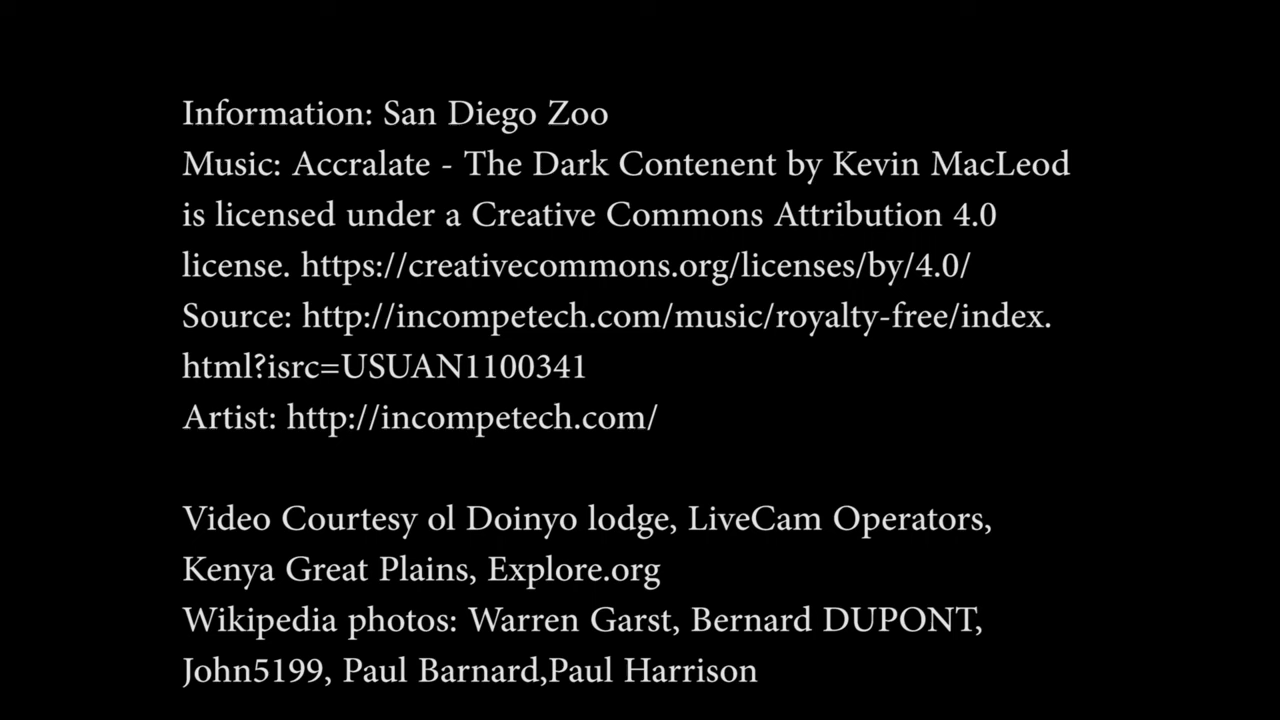 Information: San Diego Zoo
Music: Accralate - The Dark Contenent by Kevin MacLeod
is licensed under a Creative Commons Attribution 4.0
license. https://creativecommons.org/licenses/by/4.0/
Source: http://incompetech.com/music/royalty-free/index.
html?isrc=USUAN1100341
Artist: http://incompetech.com/
Video Courtesy ol Doinyo lodge, LiveCam Operators,
Kenya Great Plains, Explore.org
Wikipedia photos: Warren Garst, Bernard DUPONT,
John5199, Paul Barnard,Paul Harrison